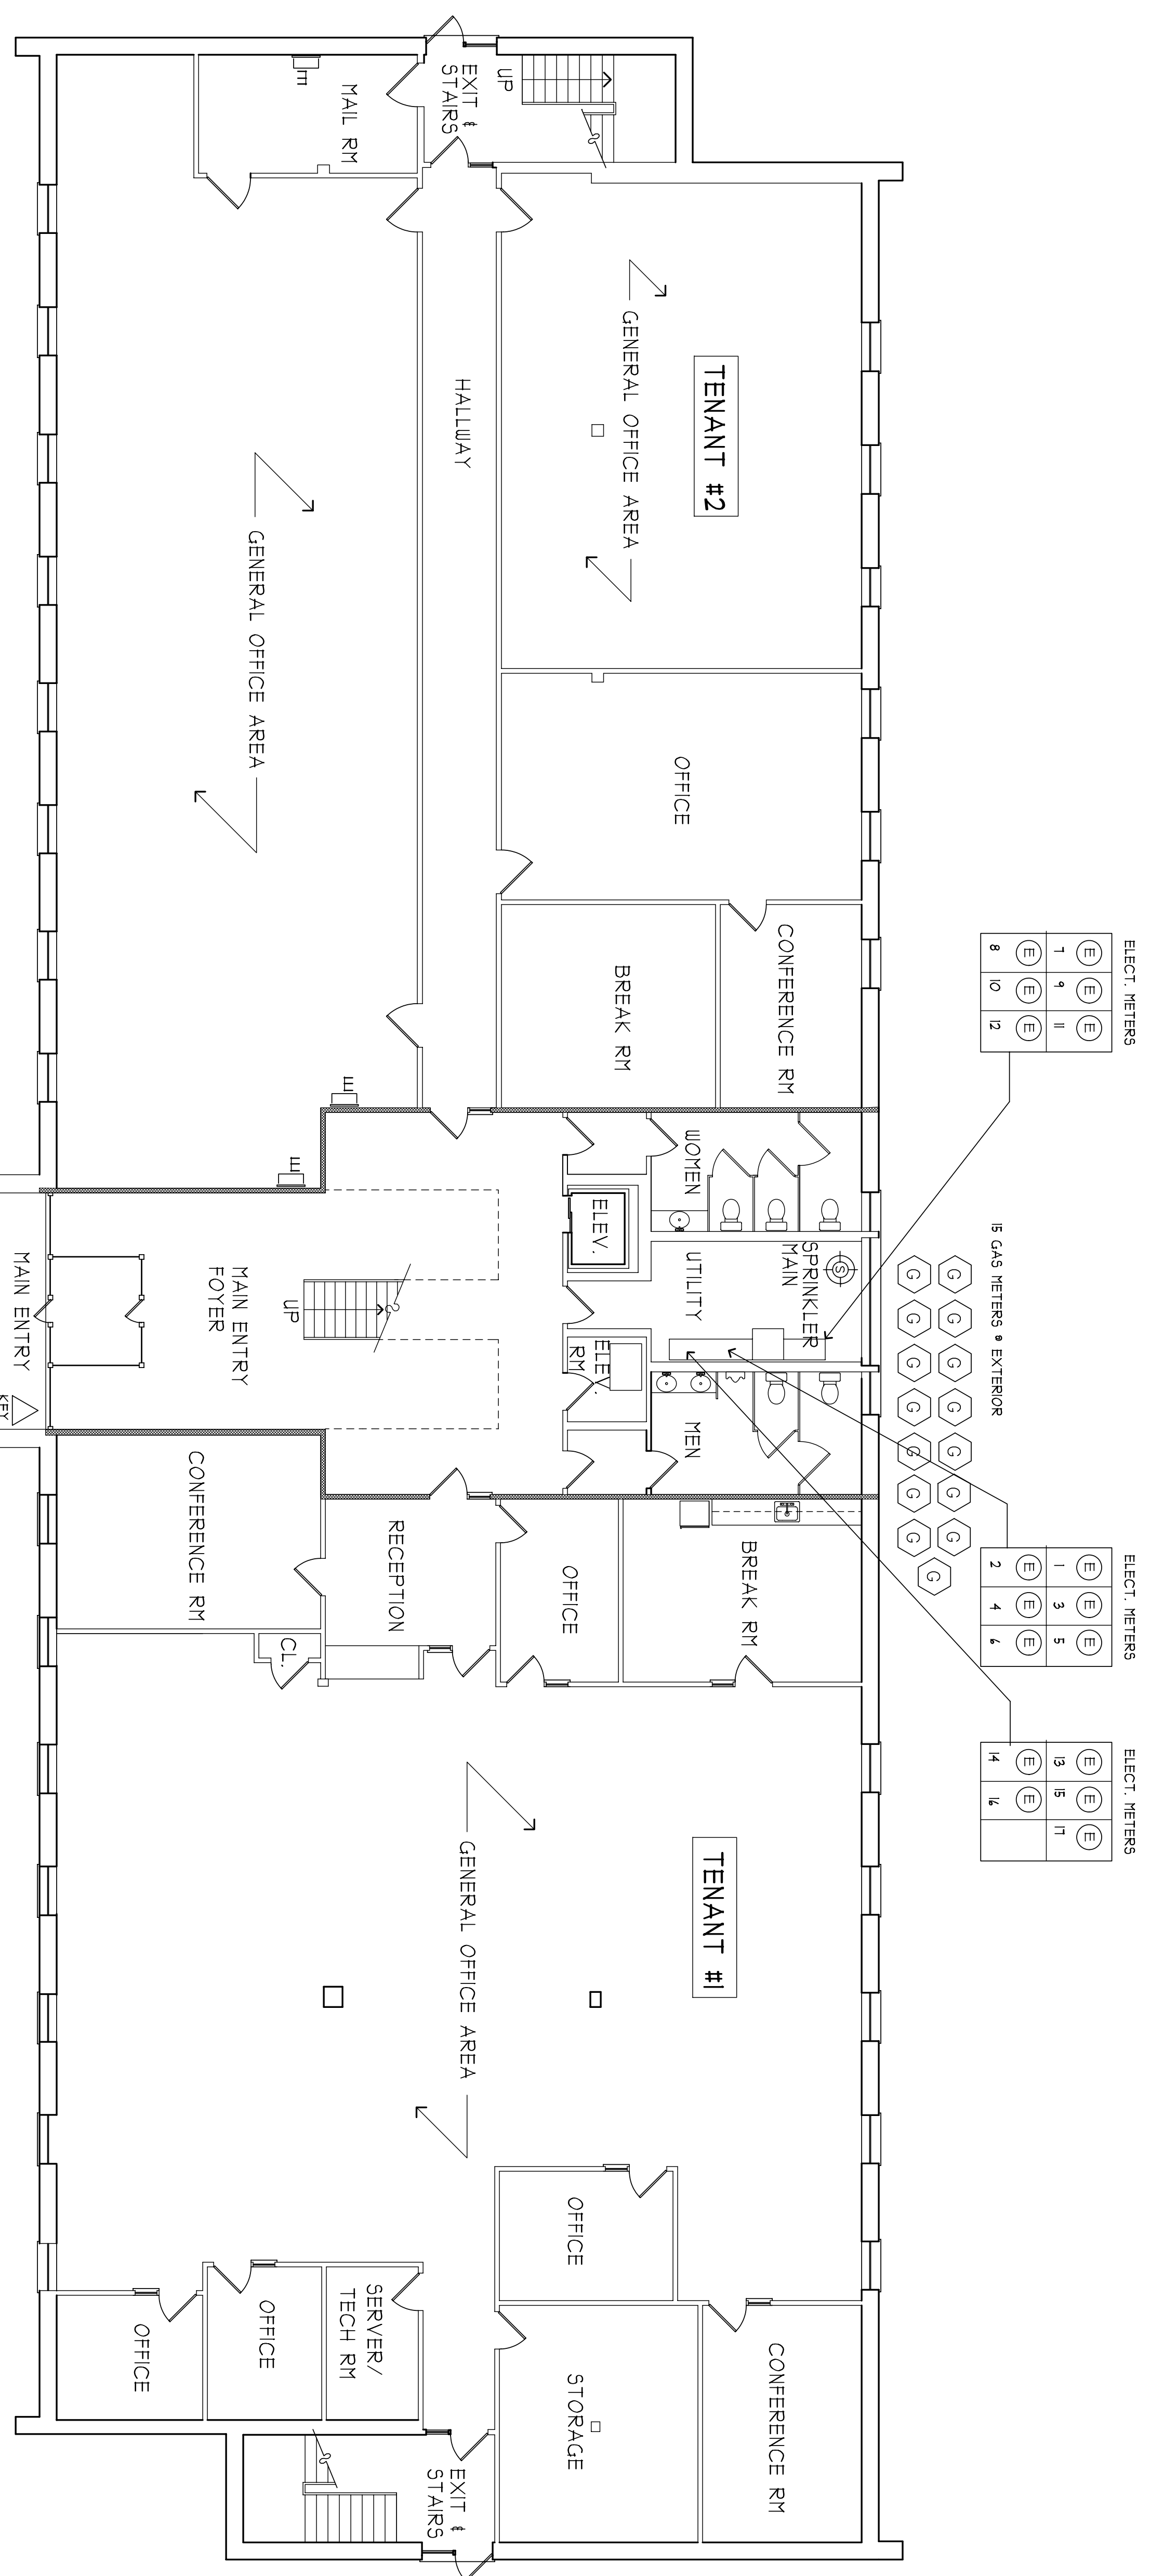 ELECT. METERS
E E E
7 9 11
E E E
8 10 12
ELECT. METERS
E E E
1 3 5
E E E
2 4 6
ELECT. METERS
E E E
13 15 17
E E
14 16
15 GAS METERS @ EXTERIOR
G G G G G G G
G
G G G G G G G
TENANT #2
GENERAL OFFICE AREA
OFFICE
CONFERENCE RM
BREAK RM
UP
EXIT &
STAIRS
HALLWAY
MAIL RM
E
GENERAL OFFICE AREA
E
E
WOMEN
S
SPRINKLER
MAIN
UTILITY
MEN
ELEV.
ELEV.
RM
UP
MAIN ENTRY
FOYER
MAIN ENTRY
KEY
BREAK RM
OFFICE
RECEPTION
CONFERENCE RM
CL.
TENANT #1
GENERAL OFFICE AREA
CONFERENCE RM
OFFICE
STORAGE
EXIT &
STAIRS
SERVER/
TECH RM
OFFICE
OFFICE